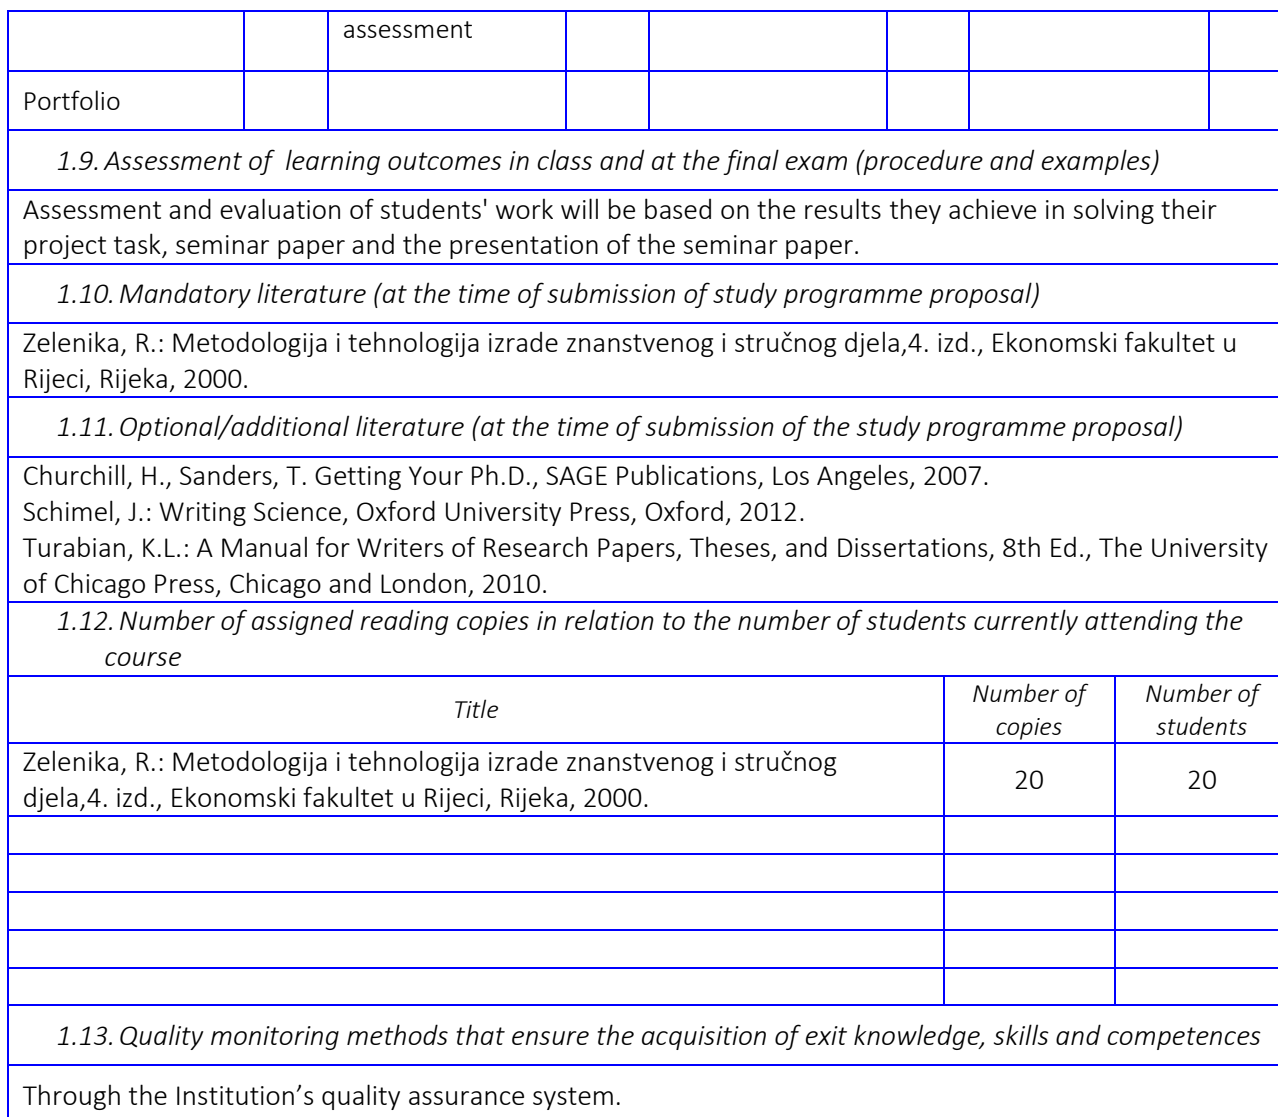 assessment
Portfolio
1.9. Assessment of  learning outcomes in class and at the final exam (procedure and examples)
Assessment and evaluation of students' work will be based on the results they achieve in solving their
project task, seminar paper and the presentation of the seminar paper.
1.10. Mandatory literature (at the time of submission of study programme proposal)
Zelenika, R.: Metodologija i tehnologija izrade znanstvenog i stručnog djela,4. izd., Ekonomski fakultet u
Rijeci, Rijeka, 2000.
1.11. Optional/additional literature (at the time of submission of the study programme proposal)
Churchill, H., Sanders, T. Getting Your Ph.D., SAGE Publications, Los Angeles, 2007.
Schimel, J.: Writing Science, Oxford University Press, Oxford, 2012.
Turabian, K.L.: A Manual for Writers of Research Papers, Theses, and Dissertations, 8th Ed., The University
of Chicago Press, Chicago and London, 2010.
1.12. Number of assigned reading copies in relation to the number of students currently attending the
course
Title
Number of
copies
Number of
students
Zelenika, R.: Metodologija i tehnologija izrade znanstvenog i stručnog
djela,4. izd., Ekonomski fakultet u Rijeci, Rijeka, 2000.
20
20
1.13. Quality monitoring methods that ensure the acquisition of exit knowledge, skills and competences
Through the Institution’s quality assurance system.